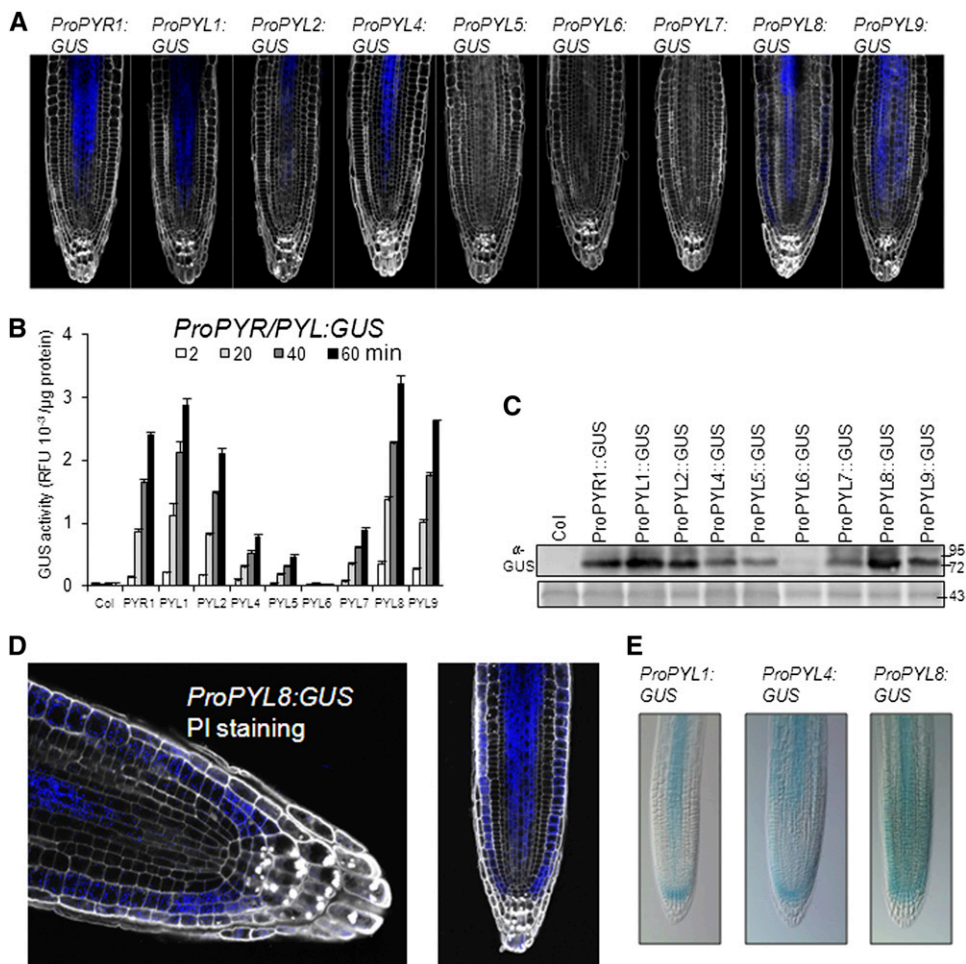 A
ProPYR1:
GUS
ProPYL1:
GUS
ProPYL2:
GUS
ProPYL4:
GUS
ProPYL5:
GUS
ProPYL6:
GUS
ProPYL7:
GUS
ProPYL8:
GUS
ProPYL9:
GUS
B
ProPYR/PYL:GUS
2 20 40 60 min
GUS activity (RFU 10⁻³ /µg protein)
4
3
2
1
0
Col PYR1 PYL1 PYL2 PYL4 PYL5 PYL6 PYL7 PYL8 PYL9
C
Col
ProPYR1::GUS
ProPYL1::GUS
ProPYL2::GUS
ProPYL4::GUS
ProPYL5::GUS
ProPYL6::GUS
ProPYL7::GUS
ProPYL8::GUS
ProPYL9::GUS
α-
GUS
95
72
43
D
ProPYL8:GUS
PI staining
E
ProPYL1:
GUS
ProPYL4:
GUS
ProPYL8:
GUS